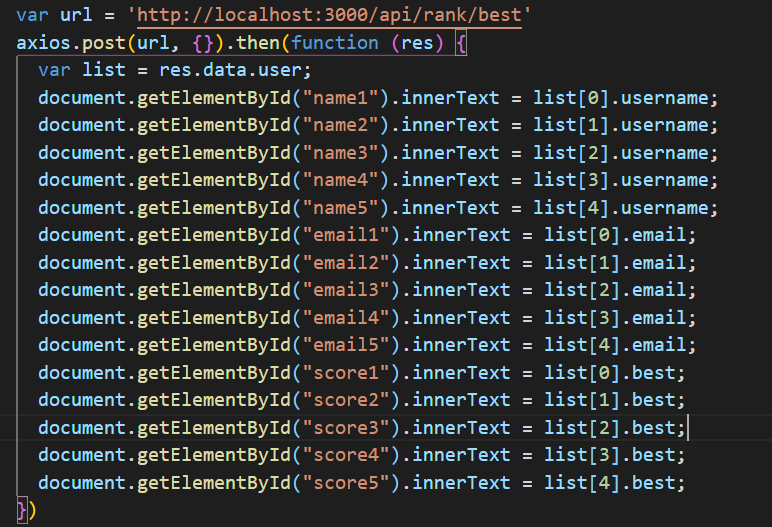 var url = 'http://localhost:3000/api/rank/best'
axios.post(url, {}).then(function (res) {
  var list = res.data.user;
  document.getElementById("name1").innerText = list[0].username;
  document.getElementById("name2").innerText = list[1].username;
  document.getElementById("name3").innerText = list[2].username;
  document.getElementById("name4").innerText = list[3].username;
  document.getElementById("name5").innerText = list[4].username;
  document.getElementById("email1").innerText = list[0].email;
  document.getElementById("email2").innerText = list[1].email;
  document.getElementById("email3").innerText = list[2].email;
  document.getElementById("email4").innerText = list[3].email;
  document.getElementById("email5").innerText = list[4].email;
  document.getElementById("score1").innerText = list[0].best;
  document.getElementById("score2").innerText = list[1].best;
  document.getElementById("score3").innerText = list[2].best;
  document.getElementById("score4").innerText = list[3].best;
  document.getElementById("score5").innerText = list[4].best;
})